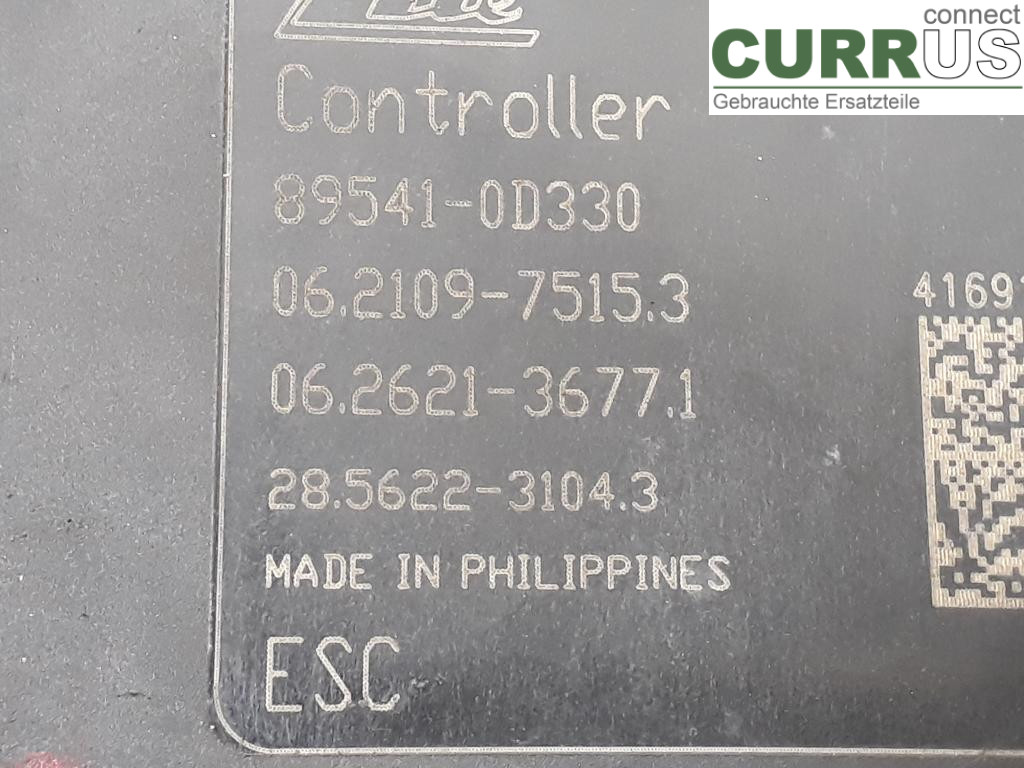 connect
CURRUS
Gebrauchte Ersatzteile
Controller
89541-0D330
06.2109-7515.3
06.2621-3677.1
28.5622-3104.3
MADE IN PHILIPPINES
ESC